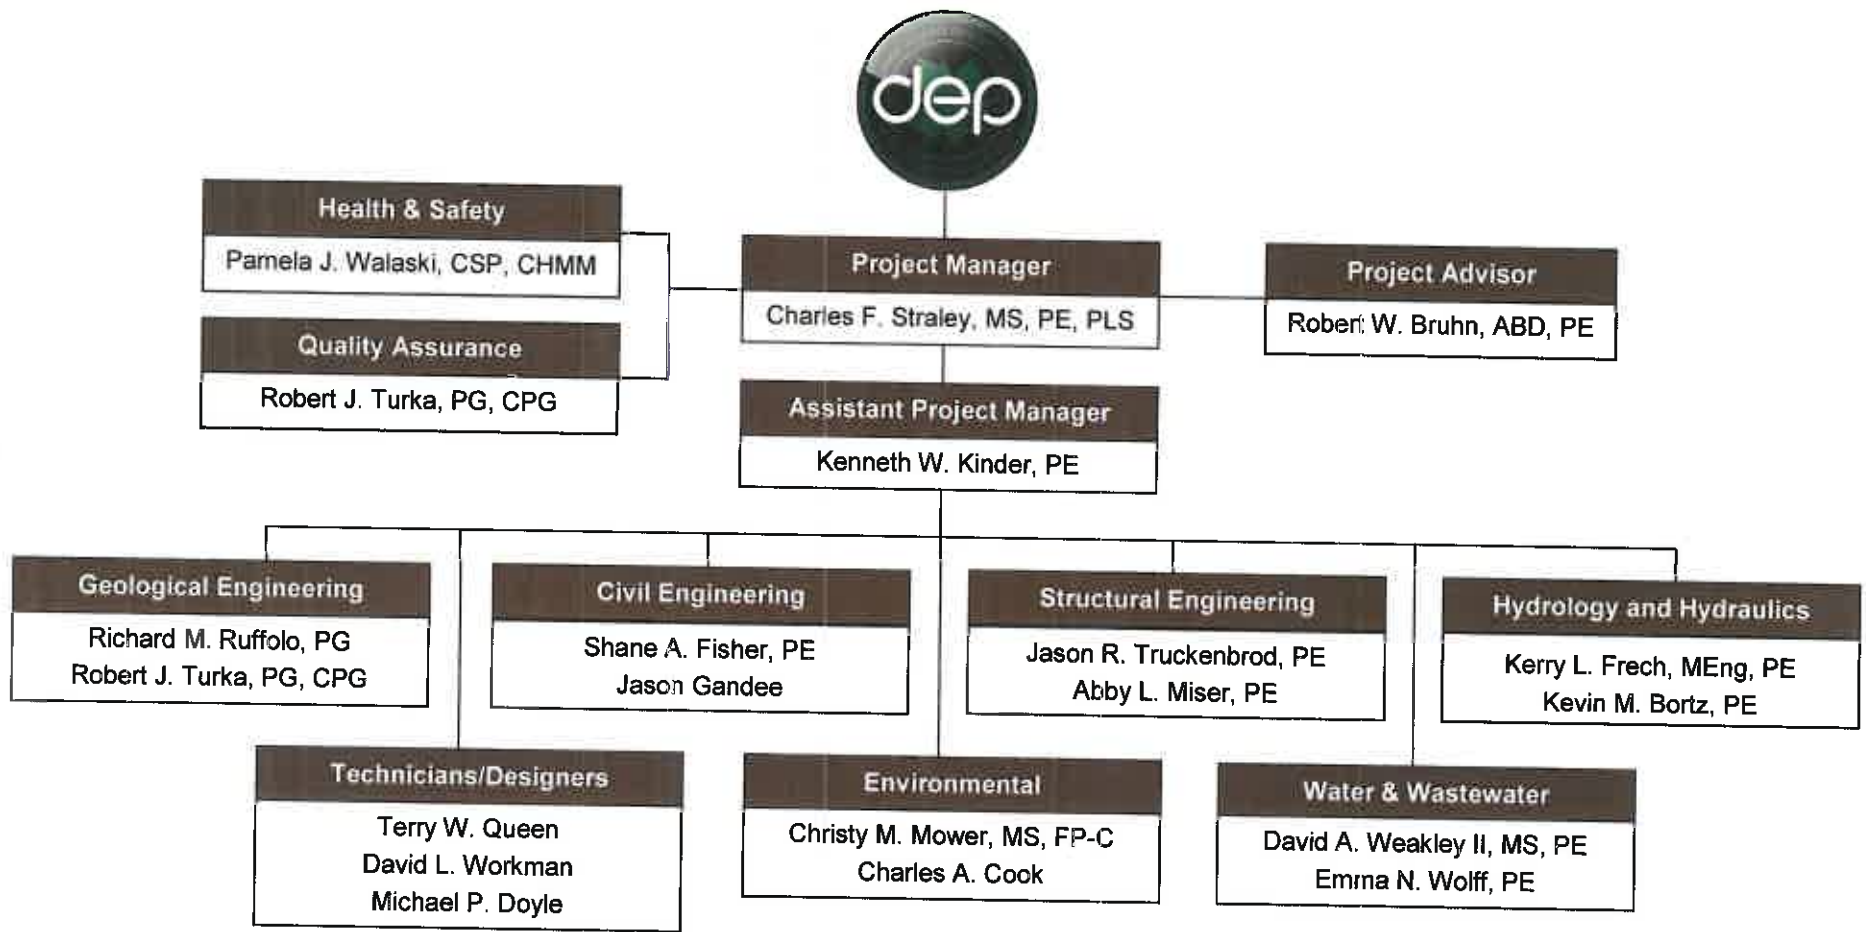 dep
Health & Safety
Pamela J. Walaski, CSP, CHMM
Quality Assurance
Robert J. Turka, PG, CPG
Project Manager
Charles F. Straley, MS, PE, PLS
Project Advisor
Robert W. Bruhn, ABD, PE
Assistant Project Manager
Kenneth W. Kinder, PE
Geological Engineering
Richard M. Ruffolo, PG
Robert J. Turka, PG, CPG
Civil Engineering
Shane A. Fisher, PE
Jason Gandee
Structural Engineering
Jason R. Truckenbrod, PE
Abby L. Miser, PE
Hydrology and Hydraulics
Kerry L. Frech, MEng, PE
Kevin M. Bortz, PE
Technicians/Designers
Terry W. Queen
David L. Workman
Michael P. Doyle
Environmental
Christy M. Mower, MS, FP-C
Charles A. Cook
Water & Wastewater
David A. Weakley II, MS, PE
Emma N. Wolff, PE